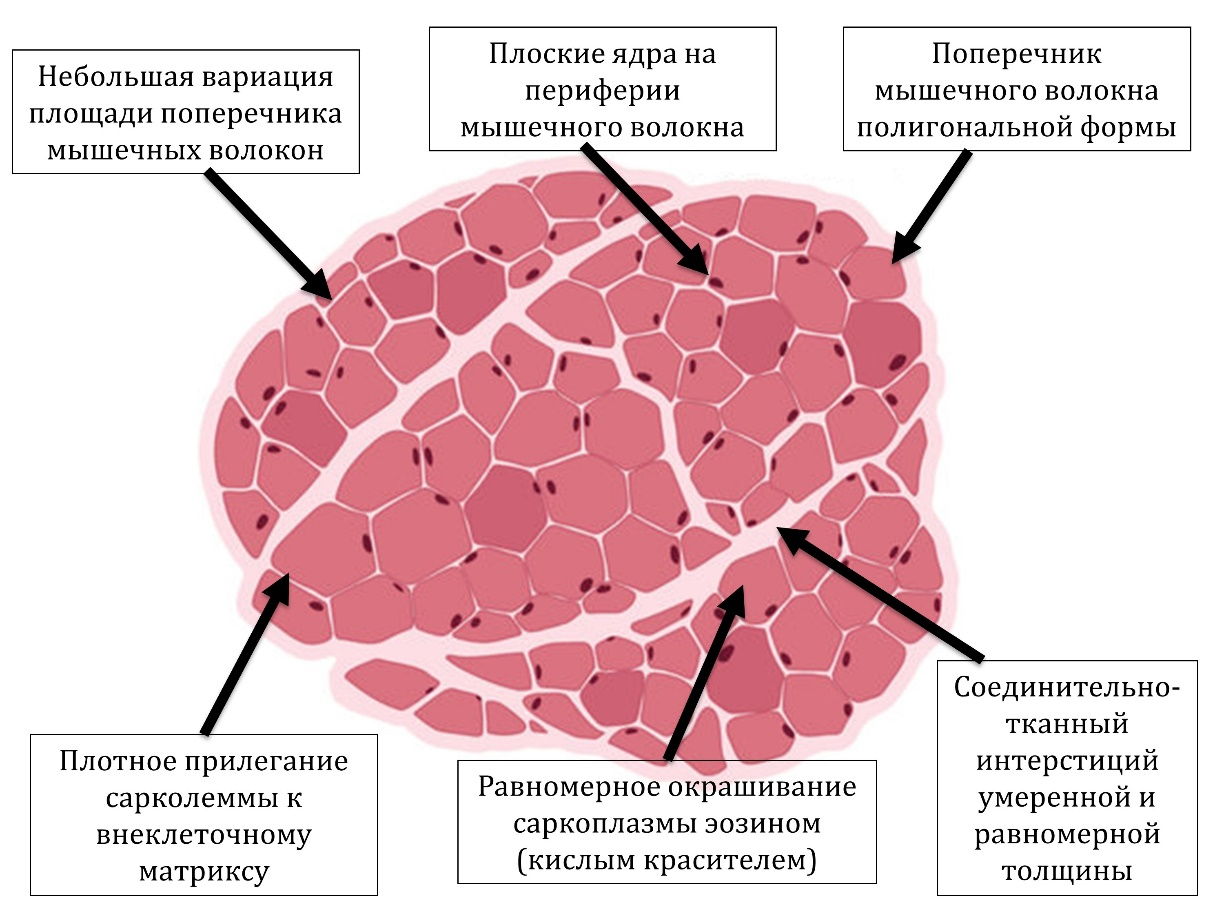 Небольшая вариация
площади поперечника
мышечных волокон
Плоские ядра на
периферии
мышечного волокна
Поперечник
мышечного волокна
полигональной формы
Плотное прилегание
сарколеммы к
внеклеточному
матриксу
Равномерное окрашивание
саркоплазмы эозином
(кислым красителем)
Соединительно-
тканный
интерстиций
умеренной и
равномерной
толщины